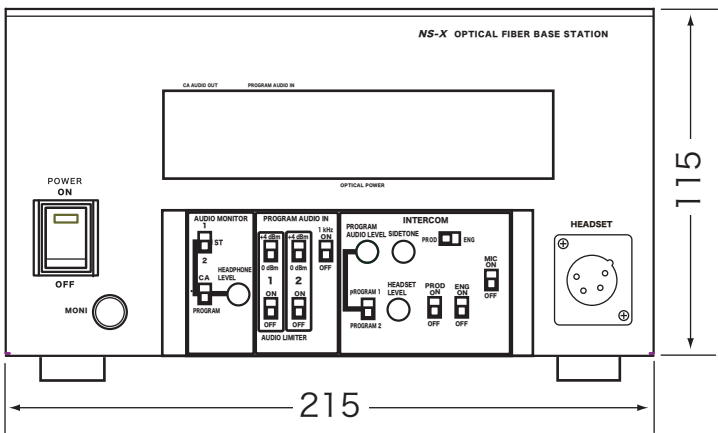 NS-X OPTICAL FIBER BASE STATION
CA AUDIO OUT
PROGRAM AUDIO IN
OPTICAL POWER
POWER
ON
OFF
MONI
AUDIO MONITOR
1
ST
2
CA
HEADPHONE
LEVEL
PROGRAM
PROGRAM AUDIO IN
+4 dBm
+4 dBm
0 dBm
0 dBm
1
2
ON
ON
OFF
OFF
AUDIO LIMITER
1 kHz
ON
OFF
INTERCOM
PROGRAM
AUDIO LEVEL
SIDETONE
PROD
ENG
pROGRAM 1
PROGRAM 2
HEADSET
LEVEL
PROD
ON
OFF
ENG
ON
OFF
MIC
ON
OFF
HEADSET
115
215